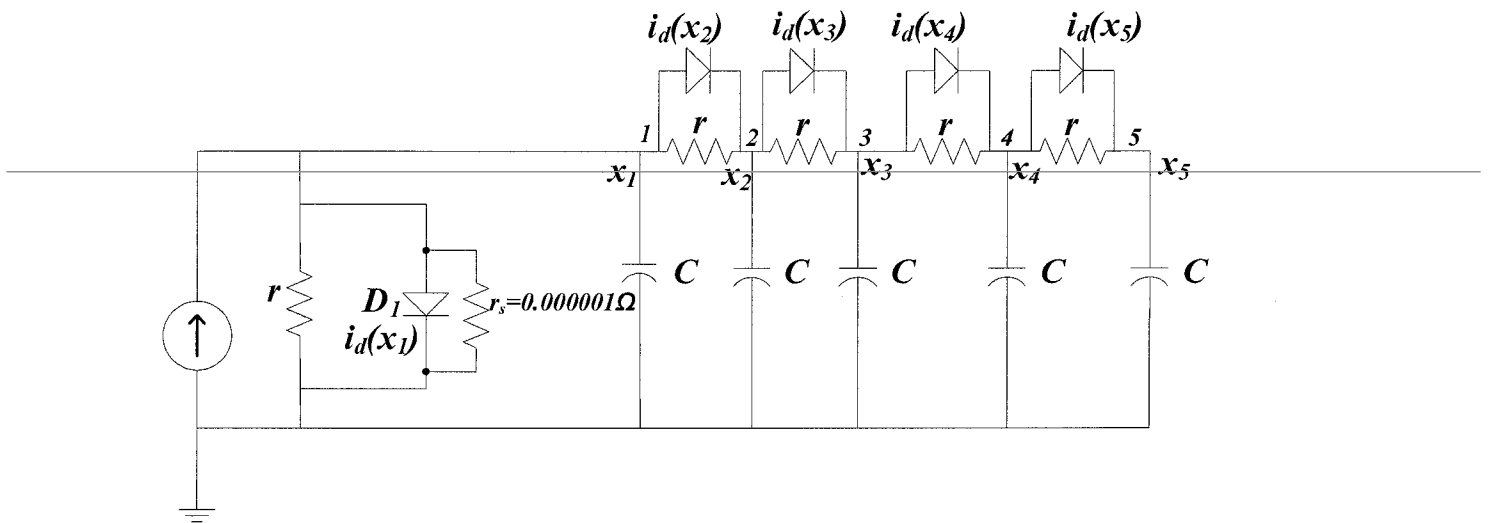 i_d(x_2) i_d(x_3) i_d(x_4) i_d(x_5)
1 r 2 r 3 r 4 r 5
x_1 x_2 x_3 x_4 x_5
r D_1 r_s=0.000001Ω C C C C C
i_d(x_1)